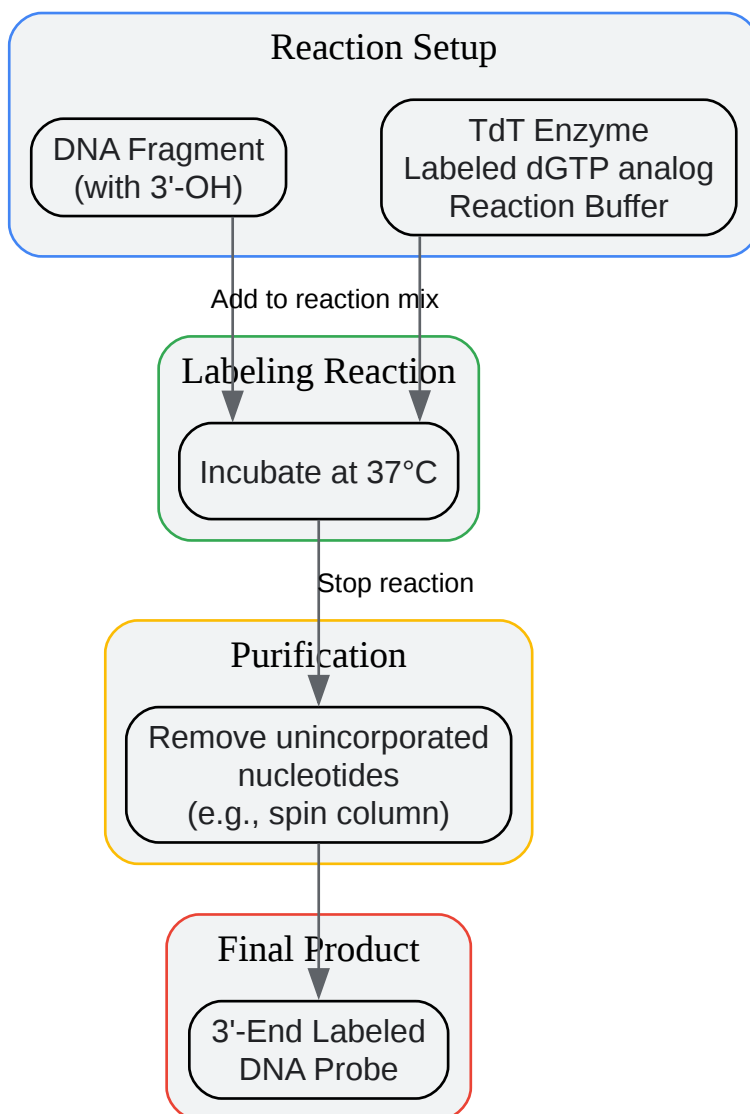 Reaction Setup
DNA Fragment
(with 3'-OH)
TdT Enzyme
Labeled dGTP analog
Reaction Buffer
Add to reaction mix
Labeling Reaction
Incubate at 37°C
Stop reaction
Purification
Remove unincorporated
nucleotides
(e.g., spin column)
Final Product
3'-End Labeled
DNA Probe